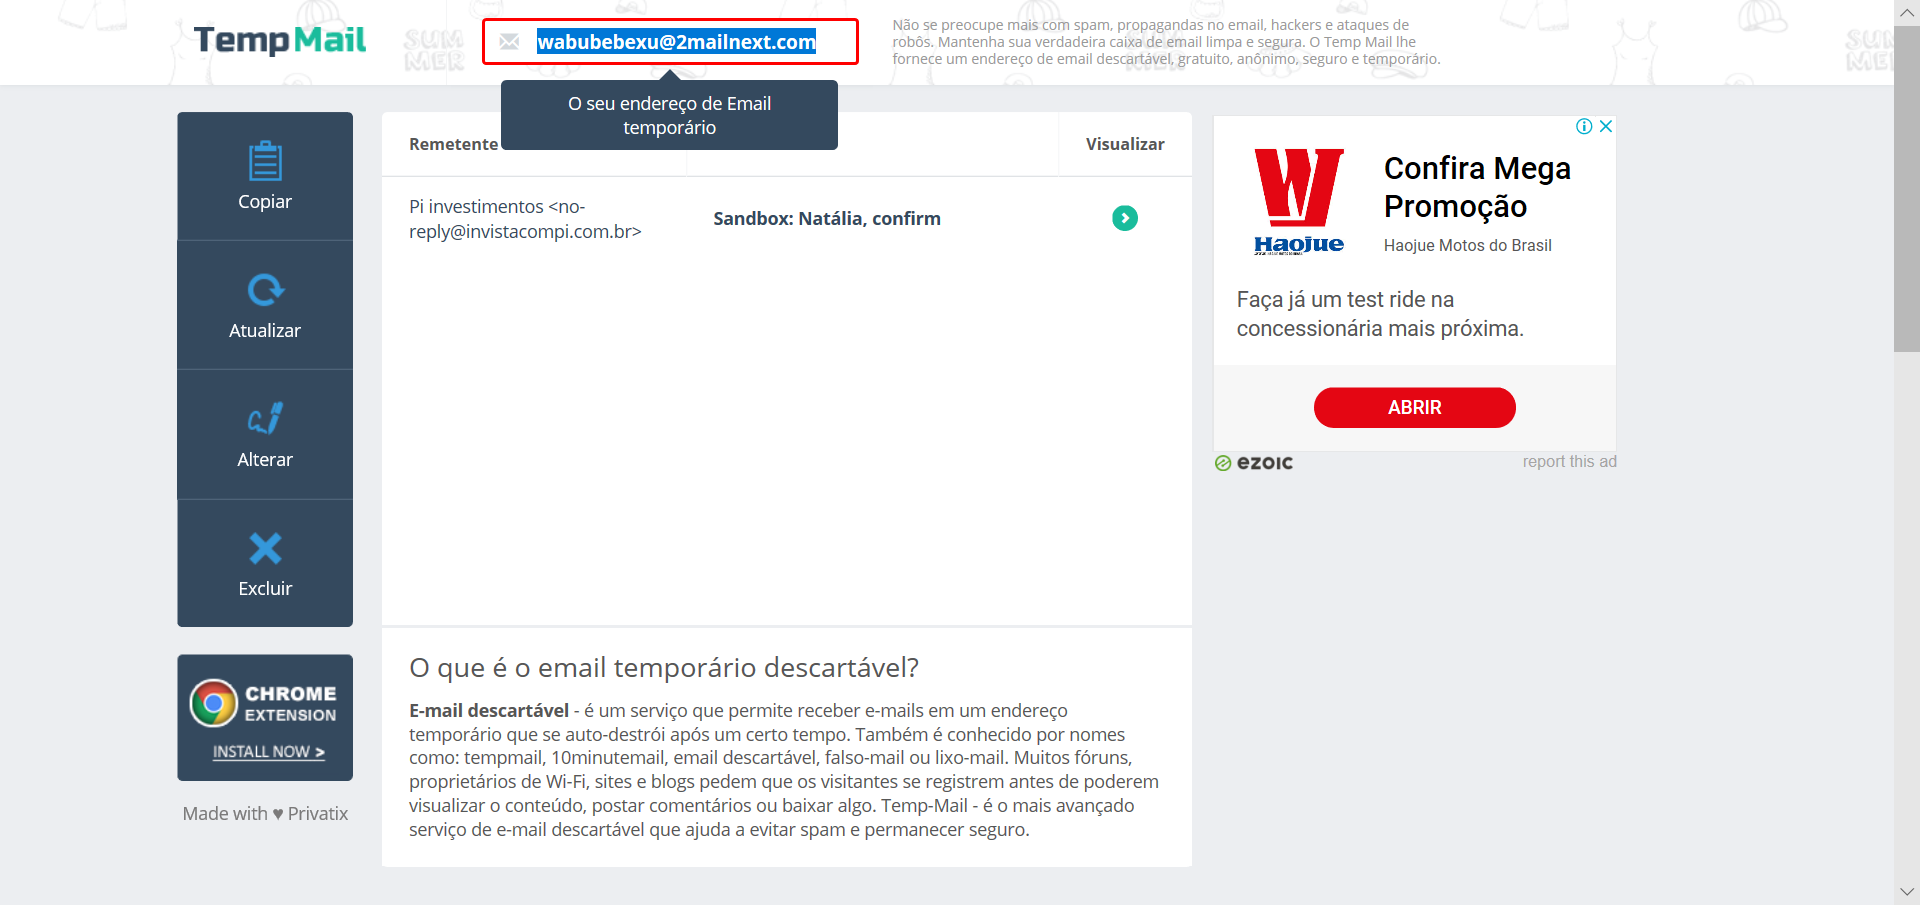 TempMail
wabubebexu@2mailnext.com
Não se preocupe mais com spam, propagandas no email, hackers e ataques de
robôs. Mantenha sua verdadeira caixa de email limpa e segura. O Temp Mail lhe
fornece um endereço de email descartável, gratuito, anônimo, seguro e temporário.
SUM
MER
SUM
MER
SU
ME
O seu endereço de Email
temporário
Copiar
Atualizar
Alterar
Excluir
CHROME
EXTENSION
INSTALL NOW >
Made with ♥ Privatix
Remetente
Visualizar
Pi investimentos <no-
reply@invistacompi.com.br>
Sandbox: Natália, confirm
O que é o email temporário descartável?
E-mail descartável - é um serviço que permite receber e-mails em um endereço
temporário que se auto-destrói após um certo tempo. Também é conhecido por nomes
como: tempmail, 10minutemail, email descartável, falso-mail ou lixo-mail. Muitos fóruns,
proprietários de Wi-Fi, sites e blogs pedem que os visitantes se registrem antes de poderem
visualizar o conteúdo, postar comentários ou baixar algo. Temp-Mail - é o mais avançado
serviço de e-mail descartável que ajuda a evitar spam e permanecer seguro.
Haojue
Confira Mega
Promoção
Haojue Motos do Brasil
Faça já um test ride na
concessionária mais próxima.
ABRIR
ezoic
report this ad